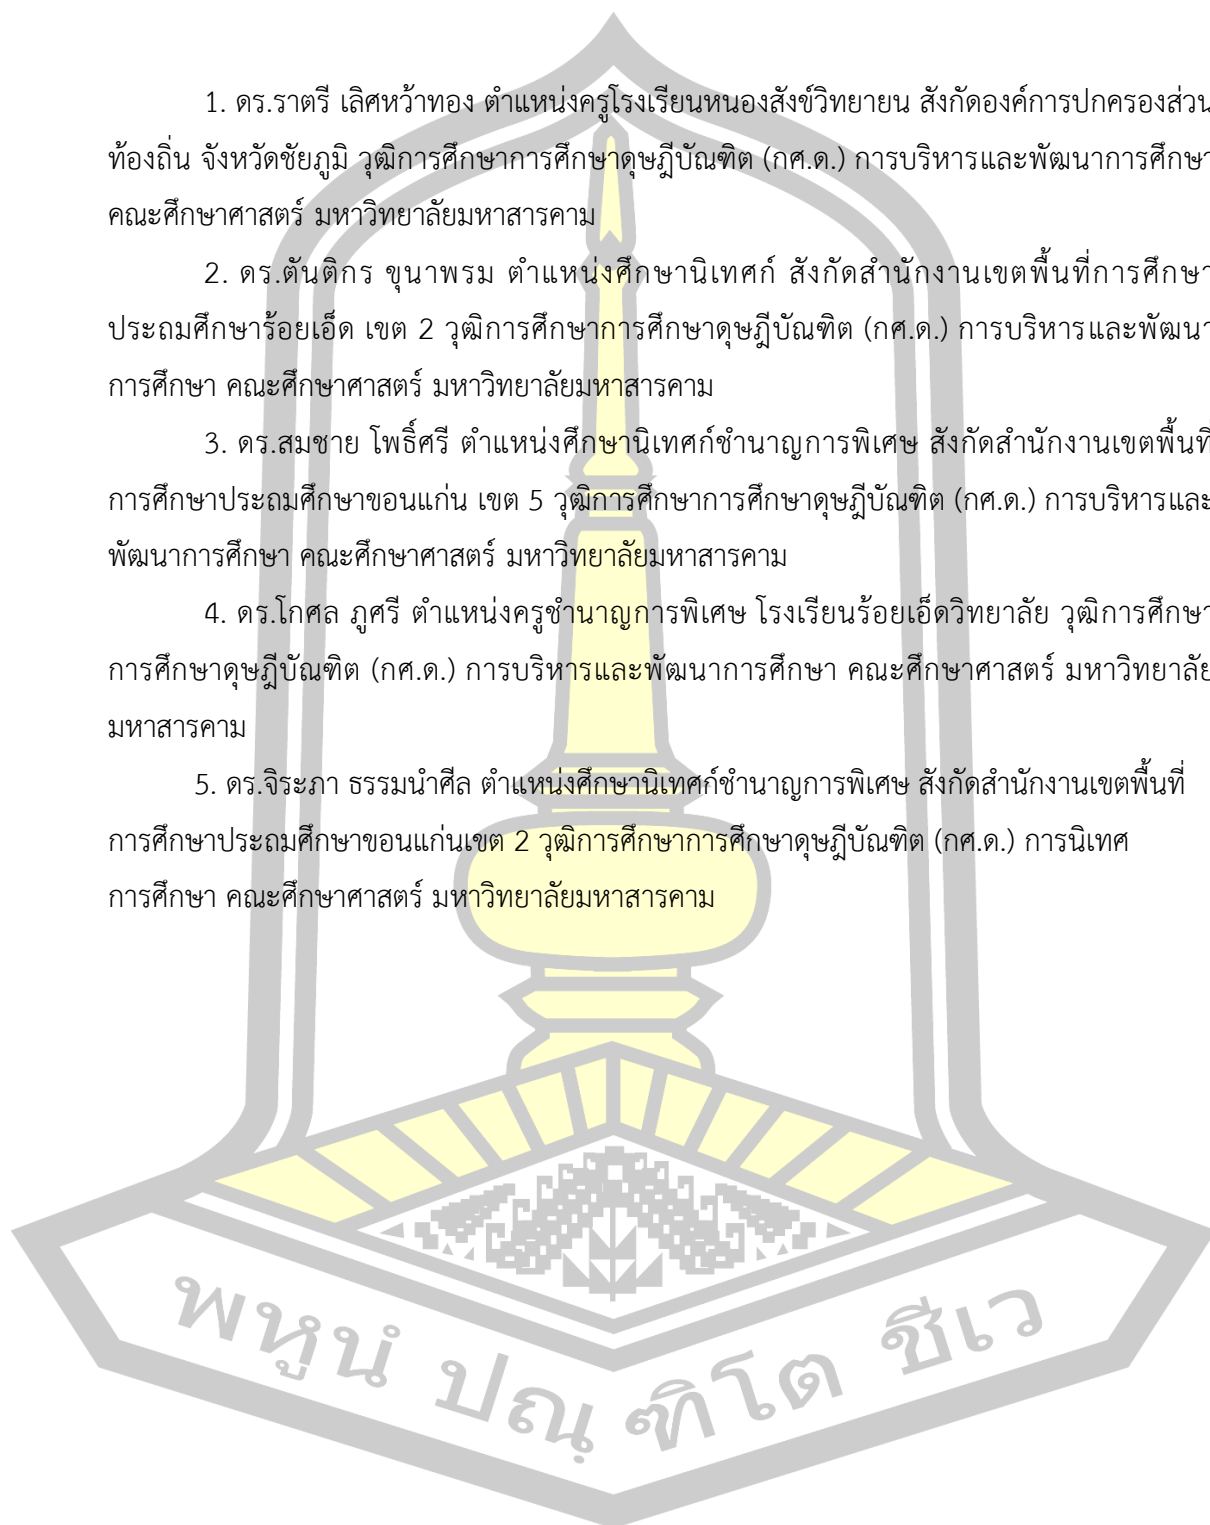 1. ดร.ราตรี เลิศหว้าทอง ตำแหน่งครูโรงเรียนหนองสังข์วิทยายน สังกัดองค์การปกครองส่วน
ท้องถิ่น จังหวัดชัยภูมิ วุฒิการศึกษาการศึกษาดุษฎีบัณฑิต (กศ.ด.) การบริหารและพัฒนาการศึกษา
คณะศึกษาศาสตร์ มหาวิทยาลัยมหาสารคาม
2. ดร.ตันติกร ขุนาพรม ตำแหน่งศึกษานิเทศก์ สังกัดสำนักงานเขตพื้นที่การศึกษา
ประถมศึกษาร้อยเอ็ด เขต 2 วุฒิการศึกษาการศึกษาดุษฎีบัณฑิต (กศ.ด.) การบริหารและพัฒนา
การศึกษา คณะศึกษาศาสตร์ มหาวิทยาลัยมหาสารคาม
3. ดร.สมชาย โพธิ์ศรี ตำแหน่งศึกษานิเทศก์ชำนาญการพิเศษ สังกัดสำนักงานเขตพื้นที่
การศึกษาประถมศึกษาขอนแก่น เขต 5 วุฒิการศึกษาการศึกษาดุษฎีบัณฑิต (กศ.ด.) การบริหารและ
พัฒนาการศึกษา คณะศึกษาศาสตร์ มหาวิทยาลัยมหาสารคาม
4. ดร.โกศล ภูศรี ตำแหน่งครูชำนาญการพิเศษ โรงเรียนร้อยเอ็ดวิทยาลัย วุฒิการศึกษา
การศึกษาดุษฎีบัณฑิต (กศ.ด.) การบริหารและพัฒนาการศึกษา คณะศึกษาศาสตร์ มหาวิทยาลัย
มหาสารคาม
5. ดร.จิระภา ธรรมนำศีล ตำแหน่งศึกษานิเทศก์ชำนาญการพิเศษ สังกัดสำนักงานเขตพื้นที่
การศึกษาประถมศึกษาขอนแก่นเขต 2 วุฒิการศึกษาการศึกษาดุษฎีบัณฑิต (กศ.ด.) การนิเทศ
การศึกษา คณะศึกษาศาสตร์ มหาวิทยาลัยมหาสารคาม
พหูนํ ปณฺฑิโต ชีเว